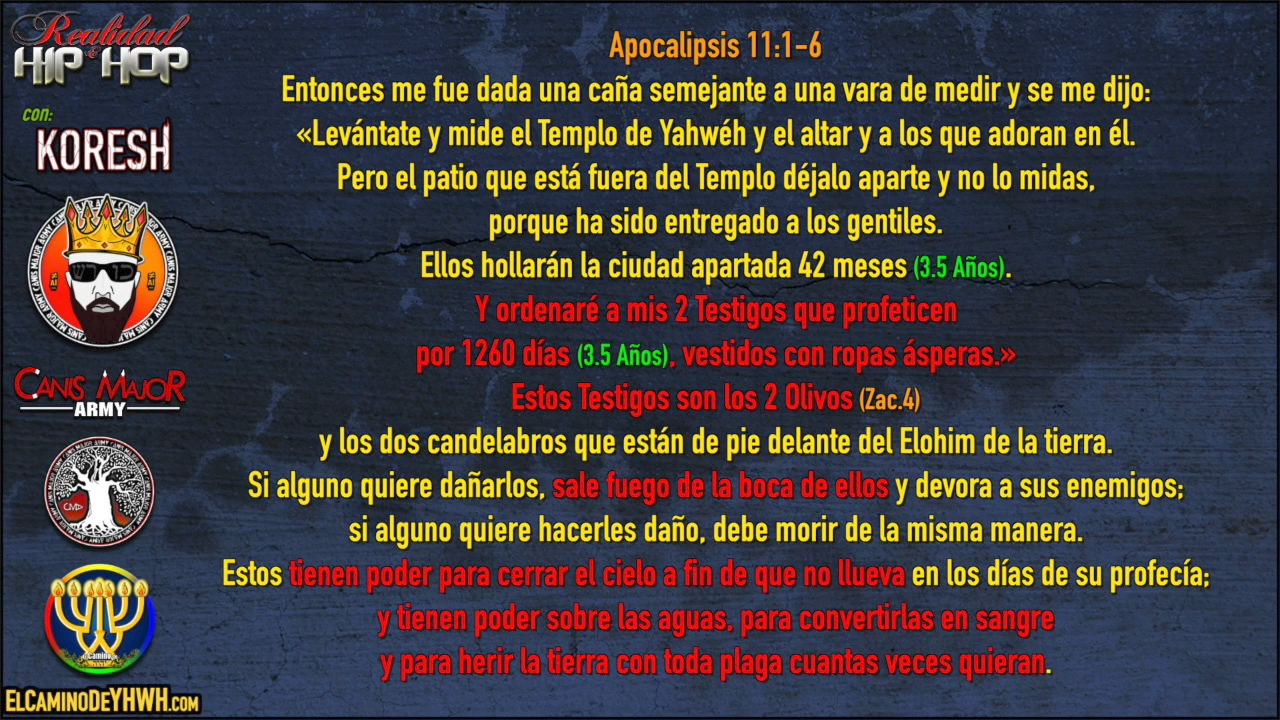 Realidad
& HIP HOP
con:
KORESH
CANIS MAJOR ARMY
כורש
CANIS MAJOR
ARMY
CMA
El Camino
ELCAMINODEYHWH.COM
Apocalipsis 11:1-6
Entonces me fue dada una caña semejante a una vara de medir y se me dijo:
«Levántate y mide el Templo de Yahwéh y el altar y a los que adoran en él.
Pero el patio que está fuera del Templo déjalo aparte y no lo midas,
porque ha sido entregado a los gentiles.
Ellos hollarán la ciudad apartada 42 meses (3.5 Años).
Y ordenaré a mis 2 Testigos que profeticen
por 1260 días (3.5 Años), vestidos con ropas ásperas.»
Estos Testigos son los 2 Olivos (Zac.4)
y los dos candelabros que están de pie delante del Elohim de la tierra.
Si alguno quiere dañarlos, sale fuego de la boca de ellos y devora a sus enemigos;
si alguno quiere hacerles daño, debe morir de la misma manera.
Estos tienen poder para cerrar el cielo a fin de que no llueva en los días de su profecía;
y tienen poder sobre las aguas, para convertirlas en sangre
y para herir la tierra con toda plaga cuantas veces quieran.